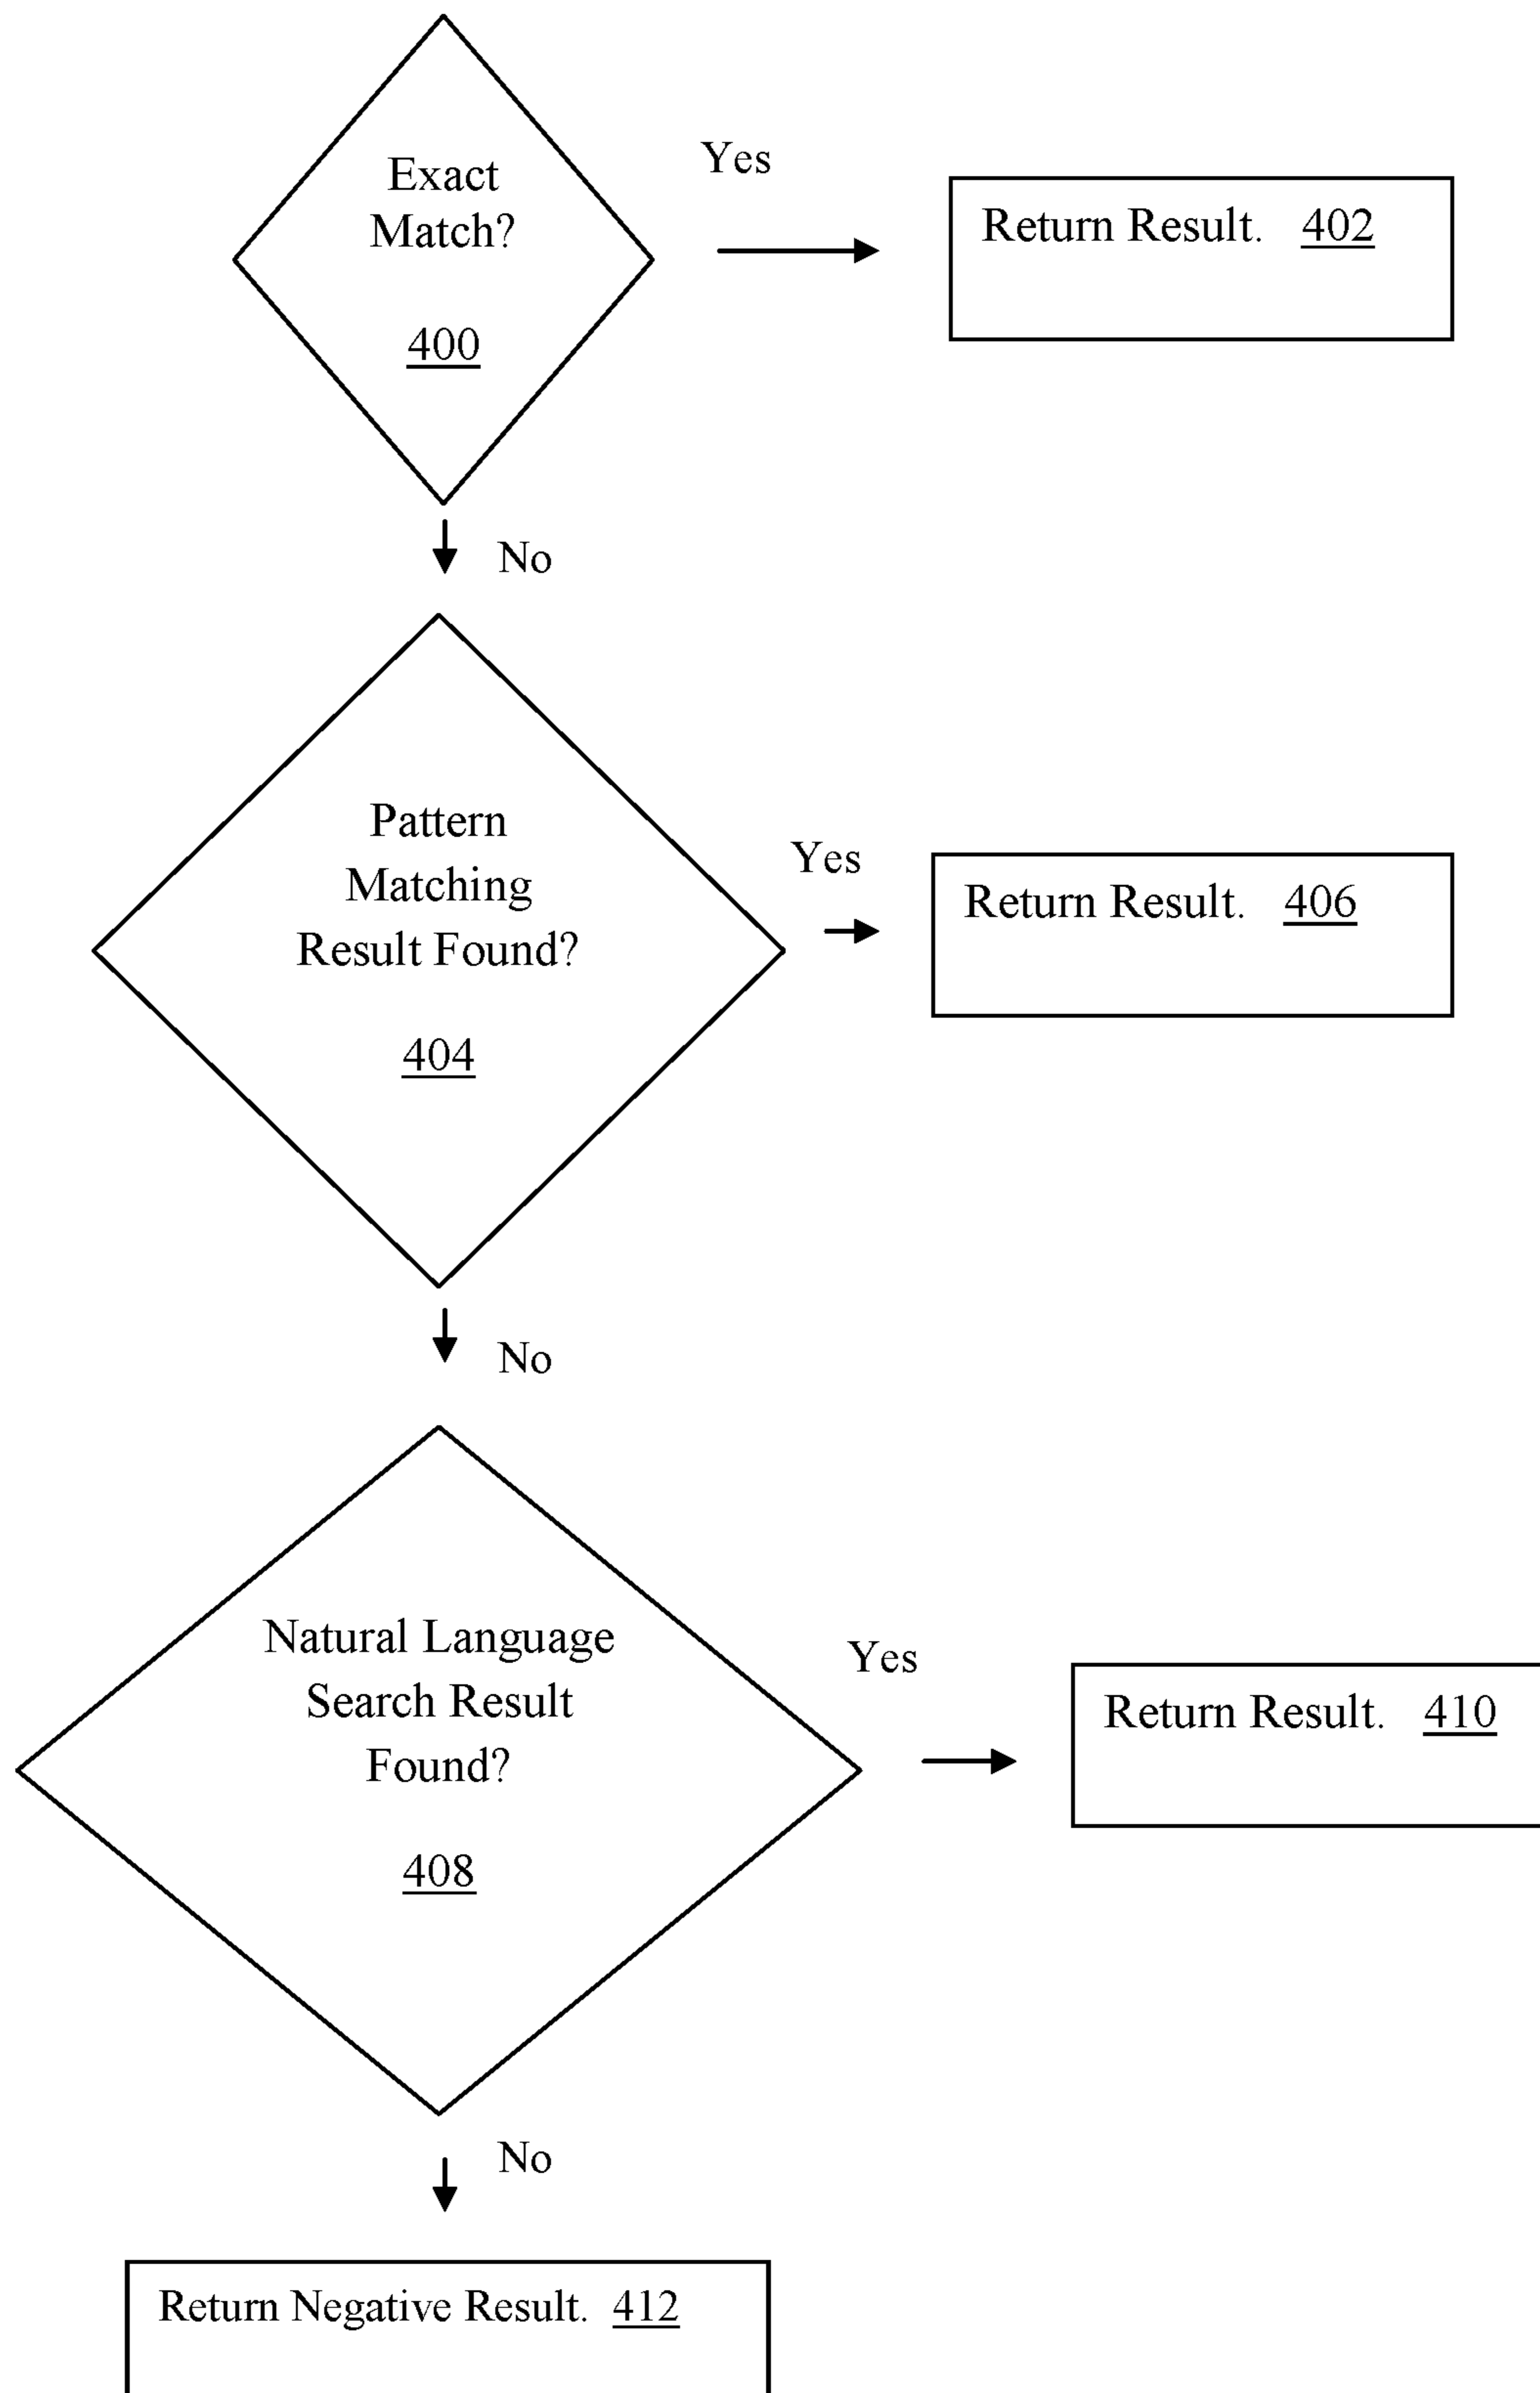 Exact
Match?
400
Yes
Return Result. 402
No
Pattern
Matching
Result Found?
404
Yes
Return Result. 406
No
Natural Language
Search Result
Found?
408
Yes
Return Result. 410
No
Return Negative Result. 412